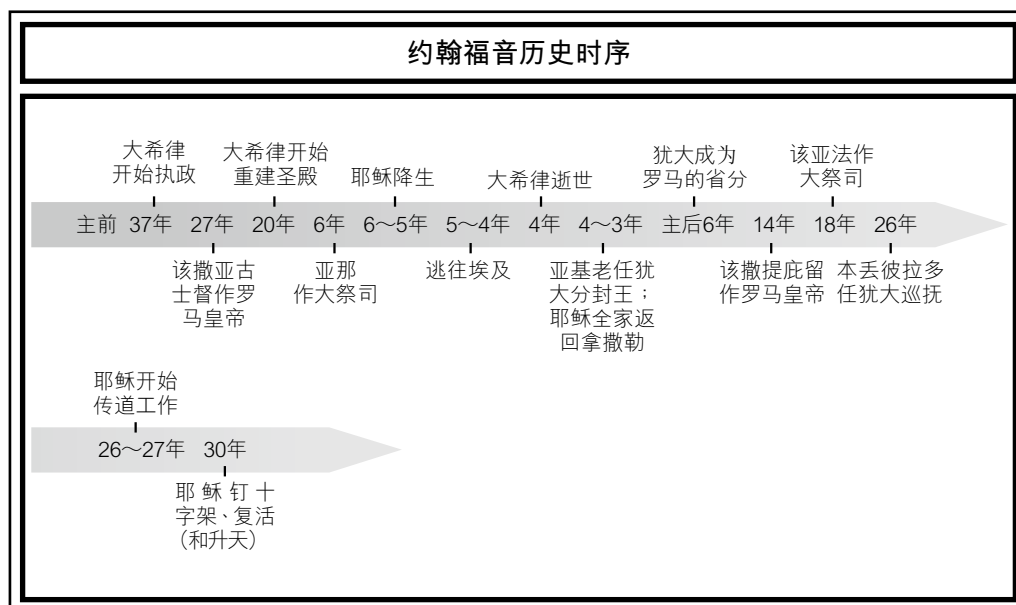 约翰福音历史时序
大希律
开始执政
大希律开始
重建圣殿
耶稣降生
大希律逝世
犹大成为
罗马的省分
该亚法作
大祭司
主前 37年 27年 20年 6年 6～5年 5～4年 4年 4～3年 主后6年 14年 18年 26年
该撒亚古
士督作罗
马皇帝
亚那
作大祭司
逃往埃及
亚基老任犹
大分封王；
耶稣全家返
回拿撒勒
该撒提庇留
作罗马皇帝
本丢彼拉多
任犹大巡抚
耶稣开始
传道工作
26～27年 30年
耶稣钉十
字架、复活
（和升天）